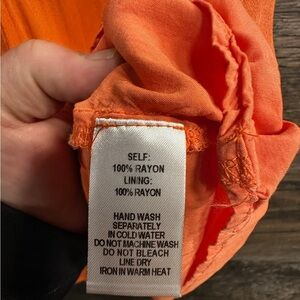 SELF:
100% RAYON
LINING:
100% RAYON
HAND WASH
SEPARATELY
IN COLD WATER
DO NOT MACHINE WASH
DO NOT BLEACH
LINE DRY
IRON IN WARM HEAT